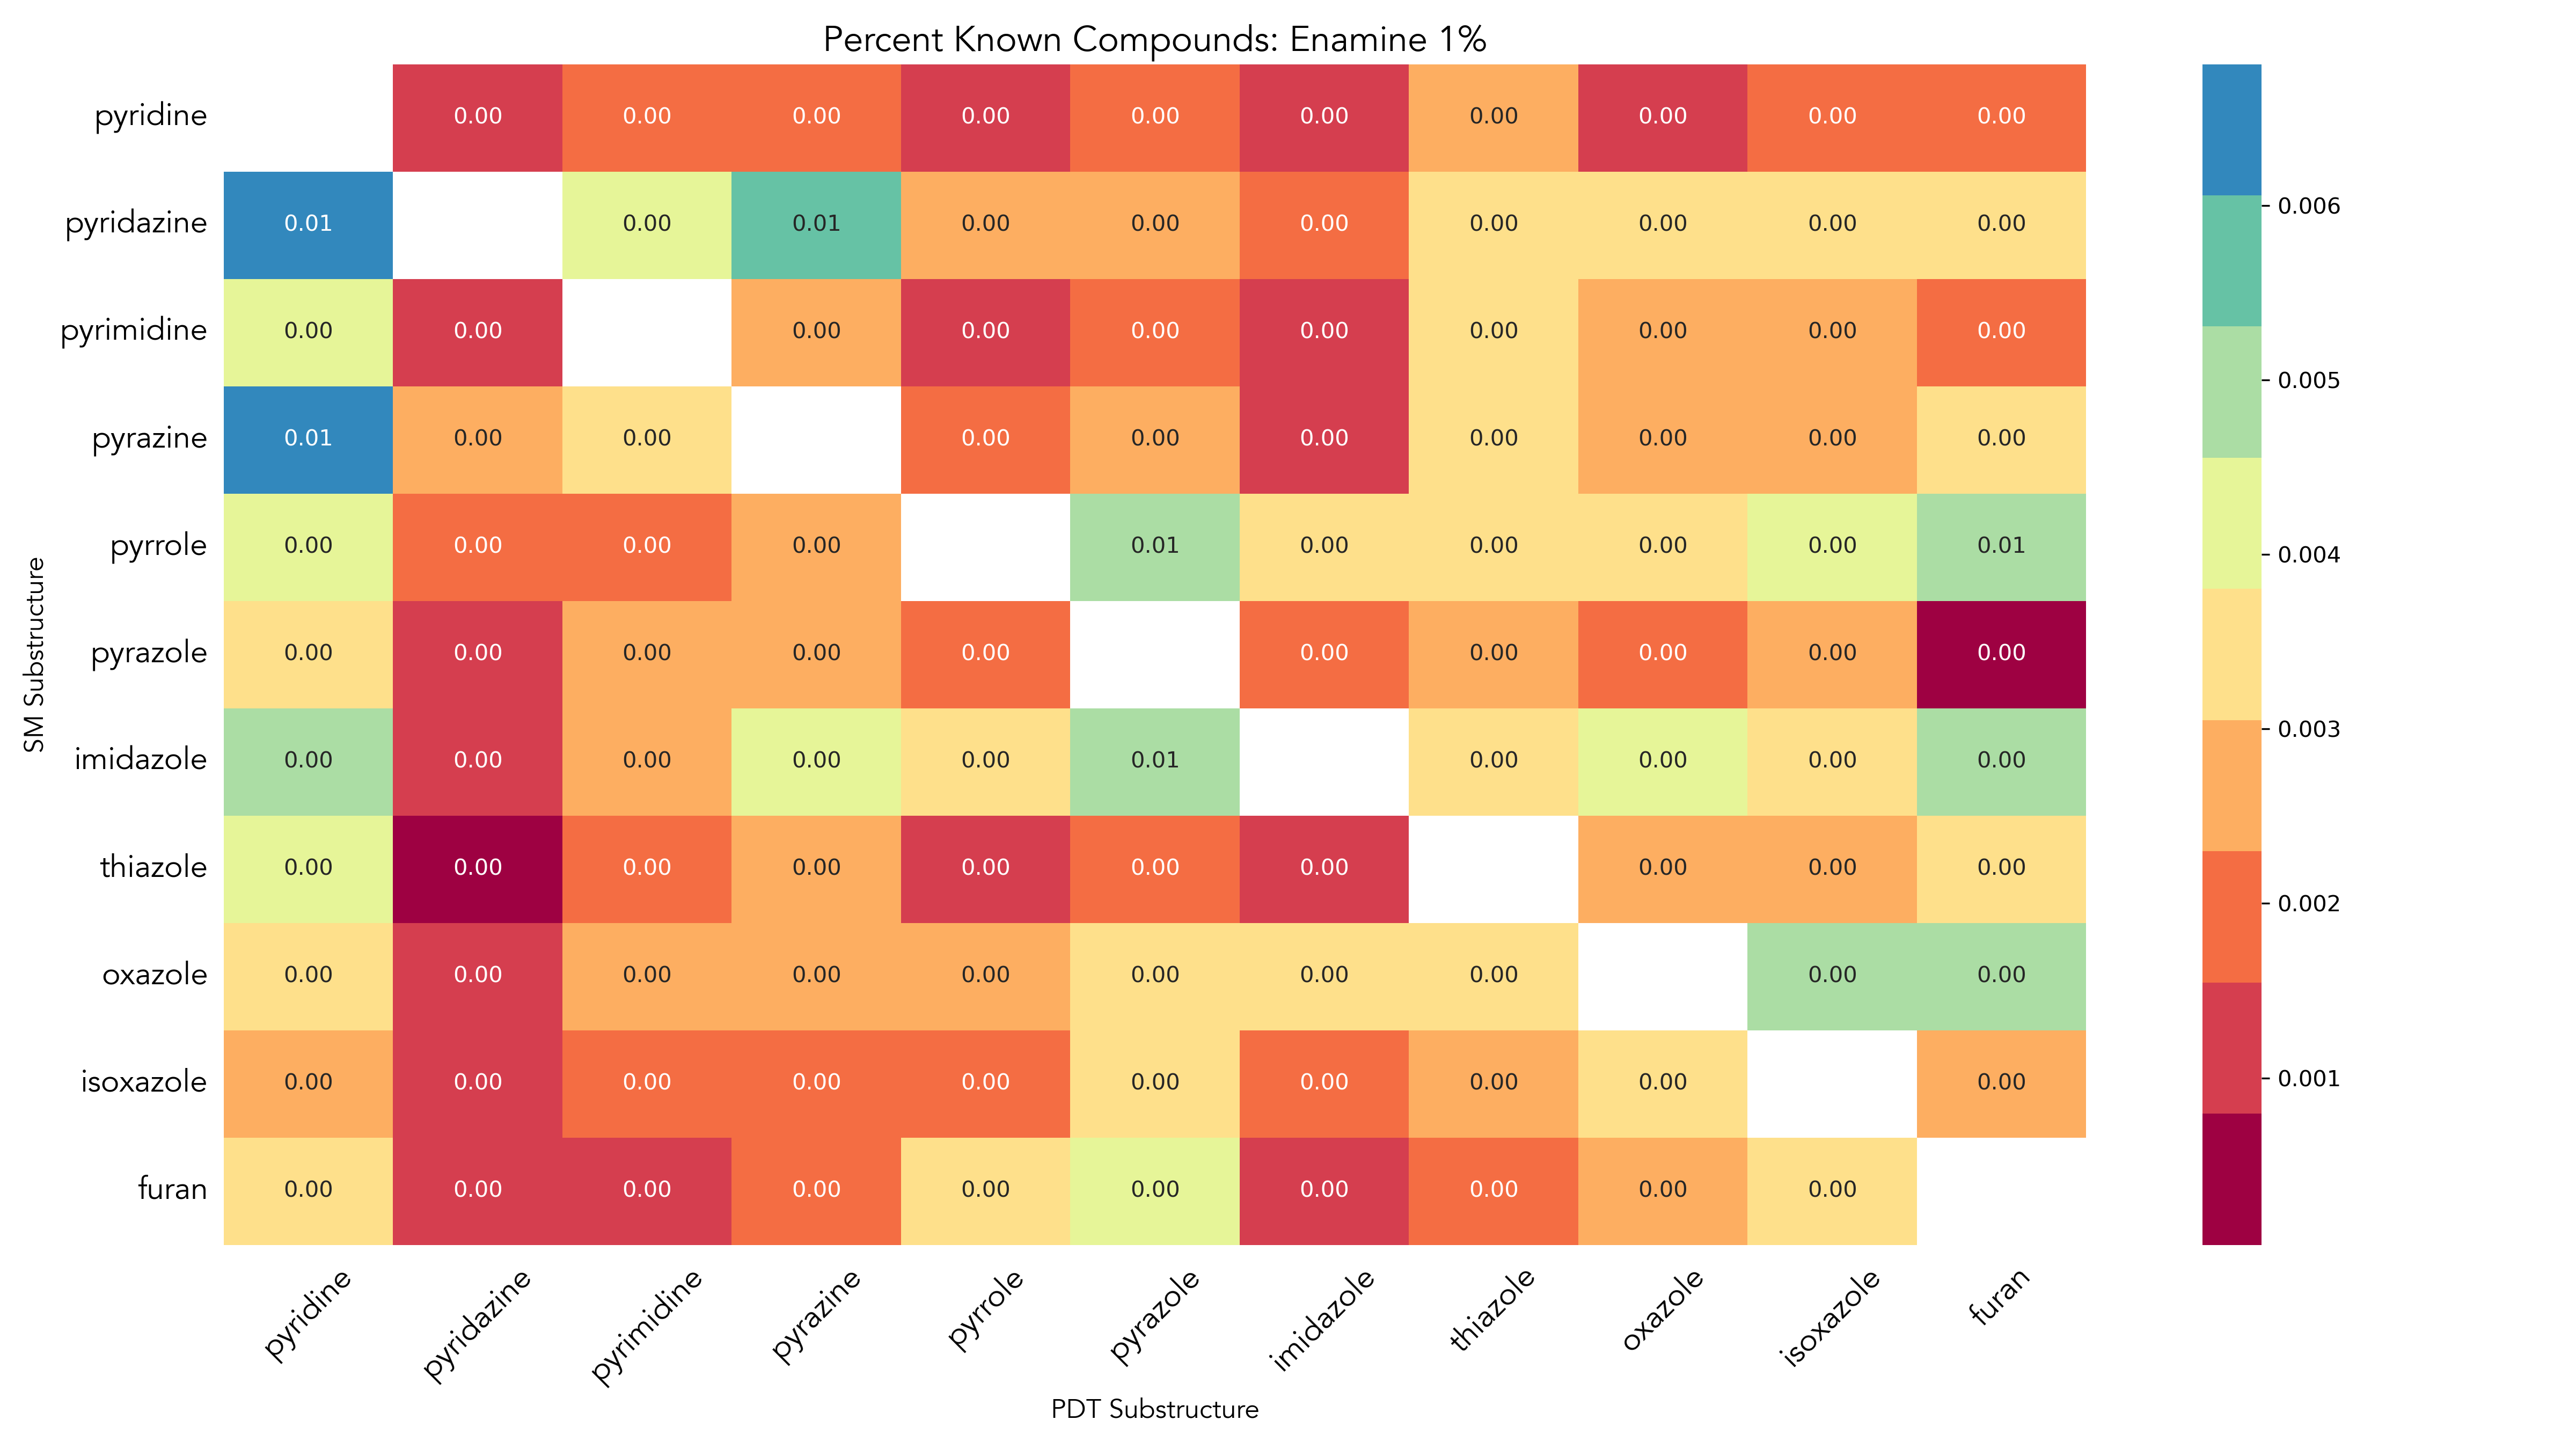 Percent Known Compounds: Enamine 1%
pyridine 0.00 0.00 0.00 0.00 0.00 0.00 0.00 0.00 0.00 0.00
pyridazine 0.01 0.00 0.01 0.00 0.00 0.00 0.00 0.00 0.00 0.00
pyrimidine 0.00 0.00 0.00 0.00 0.00 0.00 0.00 0.00 0.00 0.00
pyrazine 0.01 0.00 0.00 0.00 0.00 0.00 0.00 0.00 0.00 0.00
pyrrole 0.00 0.00 0.00 0.00 0.01 0.00 0.00 0.00 0.00 0.01
pyrazole 0.00 0.00 0.00 0.00 0.00 0.00 0.00 0.00 0.00 0.00
imidazole 0.00 0.00 0.00 0.00 0.00 0.01 0.00 0.00 0.00 0.00
thiazole 0.00 0.00 0.00 0.00 0.00 0.00 0.00 0.00 0.00 0.00
oxazole 0.00 0.00 0.00 0.00 0.00 0.00 0.00 0.00 0.00 0.00
isoxazole 0.00 0.00 0.00 0.00 0.00 0.00 0.00 0.00 0.00 0.00
furan 0.00 0.00 0.00 0.00 0.00 0.00 0.00 0.00 0.00 0.00
SM Substructure
pyridine pyridazine pyrimidine pyrazine pyrrole pyrazole imidazole thiazole oxazole isoxazole furan
PDT Substructure
0.006
0.005
0.004
0.003
0.002
0.001